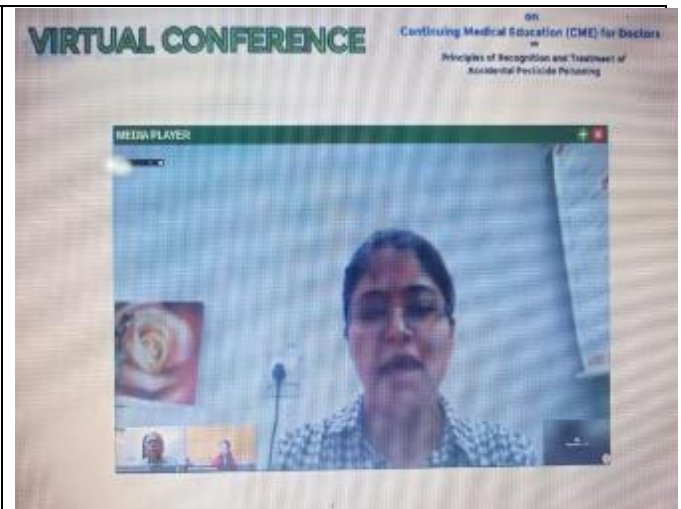 VIRTUAL CONFERENCE
on
Continuing Medical Education (CME) for Doctors
on
Principles of Recognition and Treatment of
Accidental Pesticide Poisoning
MEDIA PLAYER